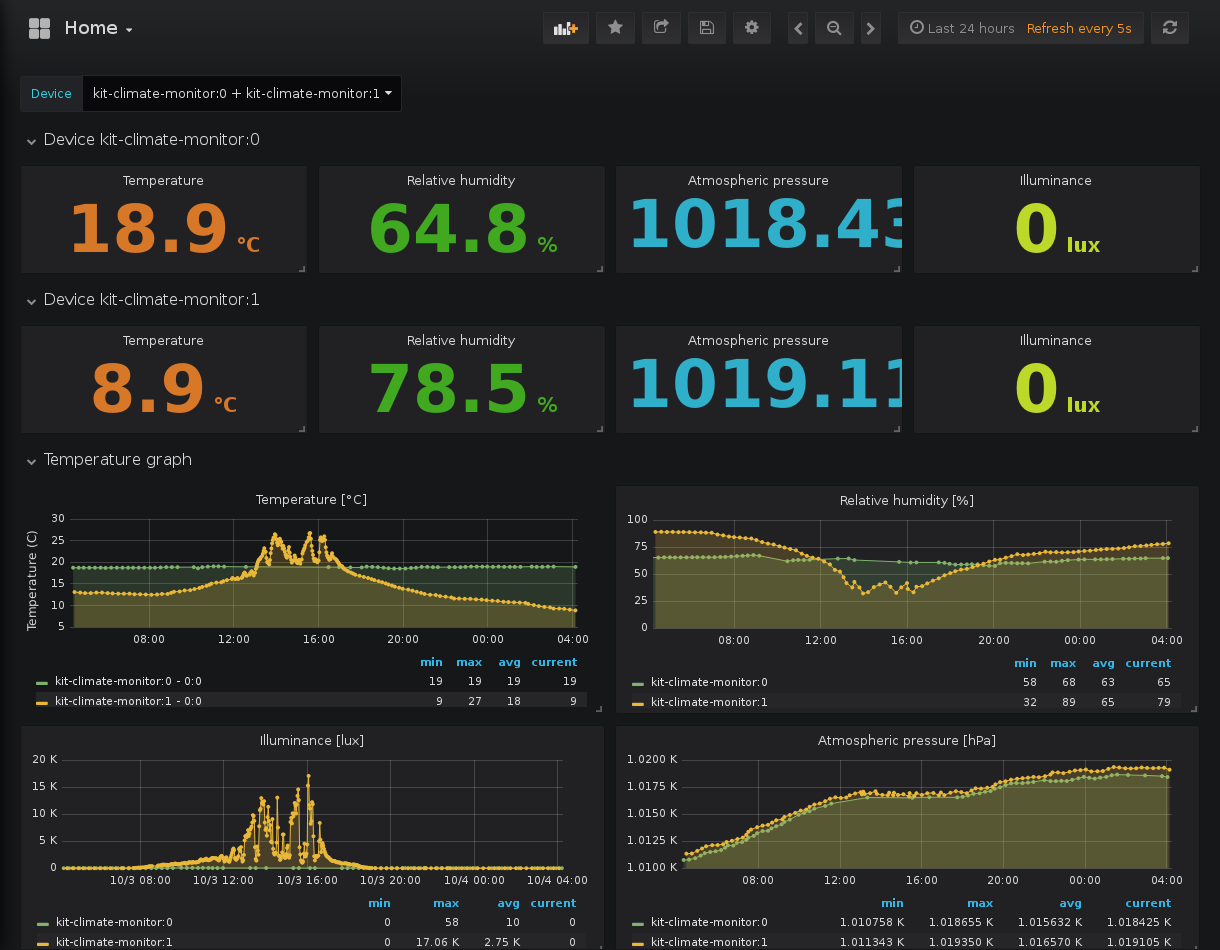 Home
Last 24 hours Refresh every 5s
Device kit-climate-monitor:0 + kit-climate-monitor:1
Device kit-climate-monitor:0
Temperature Relative humidity Atmospheric pressure Illuminance
18.9 °C 64.8 % 1018.43 0 lux
Device kit-climate-monitor:1
Temperature Relative humidity Atmospheric pressure Illuminance
8.9 °C 78.5 % 1019.11 0 lux
Temperature graph
Temperature [°C]
Temperature (C)
30
25
20
15
10
5
08:00 12:00 16:00 20:00 00:00 04:00
min max avg current
kit-climate-monitor:0 - 0:0 19 19 19 19
kit-climate-monitor:1 - 0:0 9 27 18 9
Relative humidity [%]
100
75
50
25
0
08:00 12:00 16:00 20:00 00:00 04:00
min max avg current
kit-climate-monitor:0 58 68 63 65
kit-climate-monitor:1 32 89 65 79
Illuminance [lux]
20 K
15 K
10 K
5 K
0
10/3 08:00 10/3 12:00 10/3 16:00 10/3 20:00 10/4 00:00 10/4 04:00
min max avg current
kit-climate-monitor:0 0 58 10 0
kit-climate-monitor:1 0 17.06 K 2.75 K 0
Atmospheric pressure [hPa]
1.0200 K
1.0175 K
1.0150 K
1.0125 K
1.0100 K
08:00 12:00 16:00 20:00 00:00 04:00
min max avg current
kit-climate-monitor:0 1.010758 K 1.018655 K 1.015632 K 1.018425 K
kit-climate-monitor:1 1.011343 K 1.019350 K 1.016570 K 1.019105 K